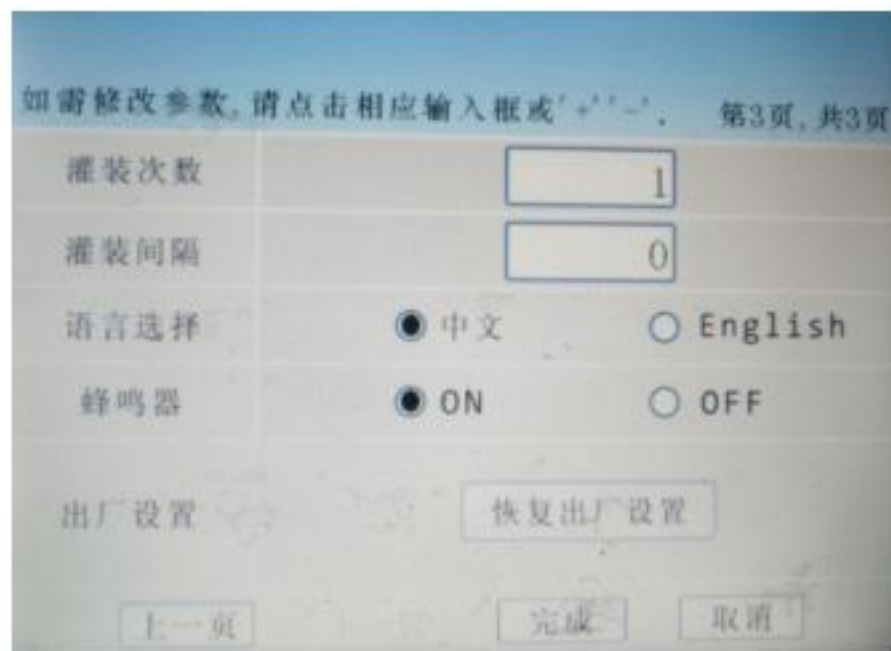 如需修改参数,请点击相应输入框或'+''-'. 第3页,共3页
灌装次数 1
灌装间隔 0
语言选择 中文 English
蜂鸣器 ON OFF
出厂设置 恢复出厂设置
上一页 完成 取消